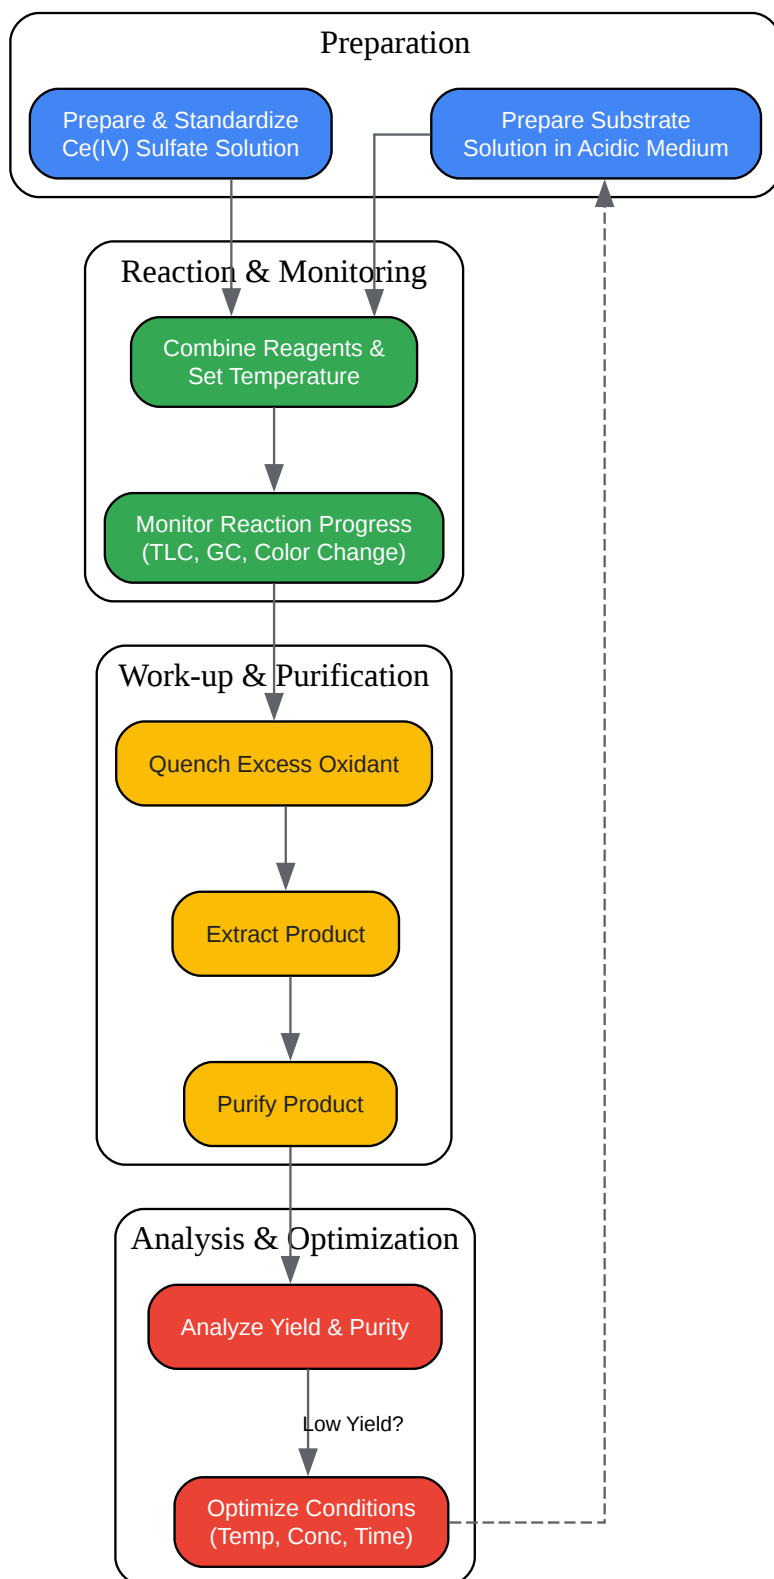 Preparation
Prepare & Standardize
Ce(IV) Sulfate Solution
Prepare Substrate
Solution in Acidic Medium
Reaction & Monitoring
Combine Reagents &
Set Temperature
Monitor Reaction Progress
(TLC, GC, Color Change)
Work-up & Purification
Quench Excess Oxidant
Extract Product
Purify Product
Analysis & Optimization
Analyze Yield & Purity
Low Yield?
Optimize Conditions
(Temp, Conc, Time)